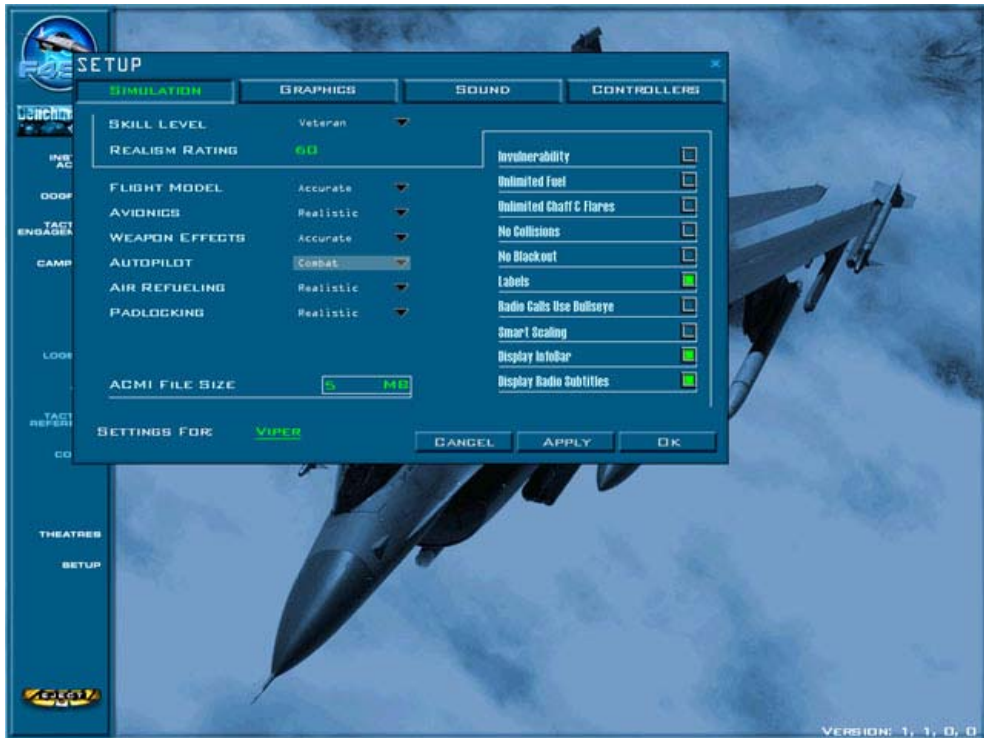 SETUP
SIMULATION GRAPHICS SOUND CONTROLLERS
SKILL LEVEL Veteran
REALISM RATING 60
FLIGHT MODEL Accurate
AVIONICS Realistic
WEAPON EFFECTS Accurate
AUTOPILOT Combat
AIR REFUELING Realistic
PADLOCKING Realistic
ACMI FILE SIZE 5 MB
Invulnerability
Unlimited Fuel
Unlimited Chaff & Flares
No Collisions
No Blackout
Labels
Radio Calls Use Bullseye
Smart Scaling
Display InfoBar
Display Radio Subtitles
SETTINGS FOR: VIPER
CANCEL APPLY OK
THEATRES
SETUP
EJECT
VERSION: 1, 1, 0, 0